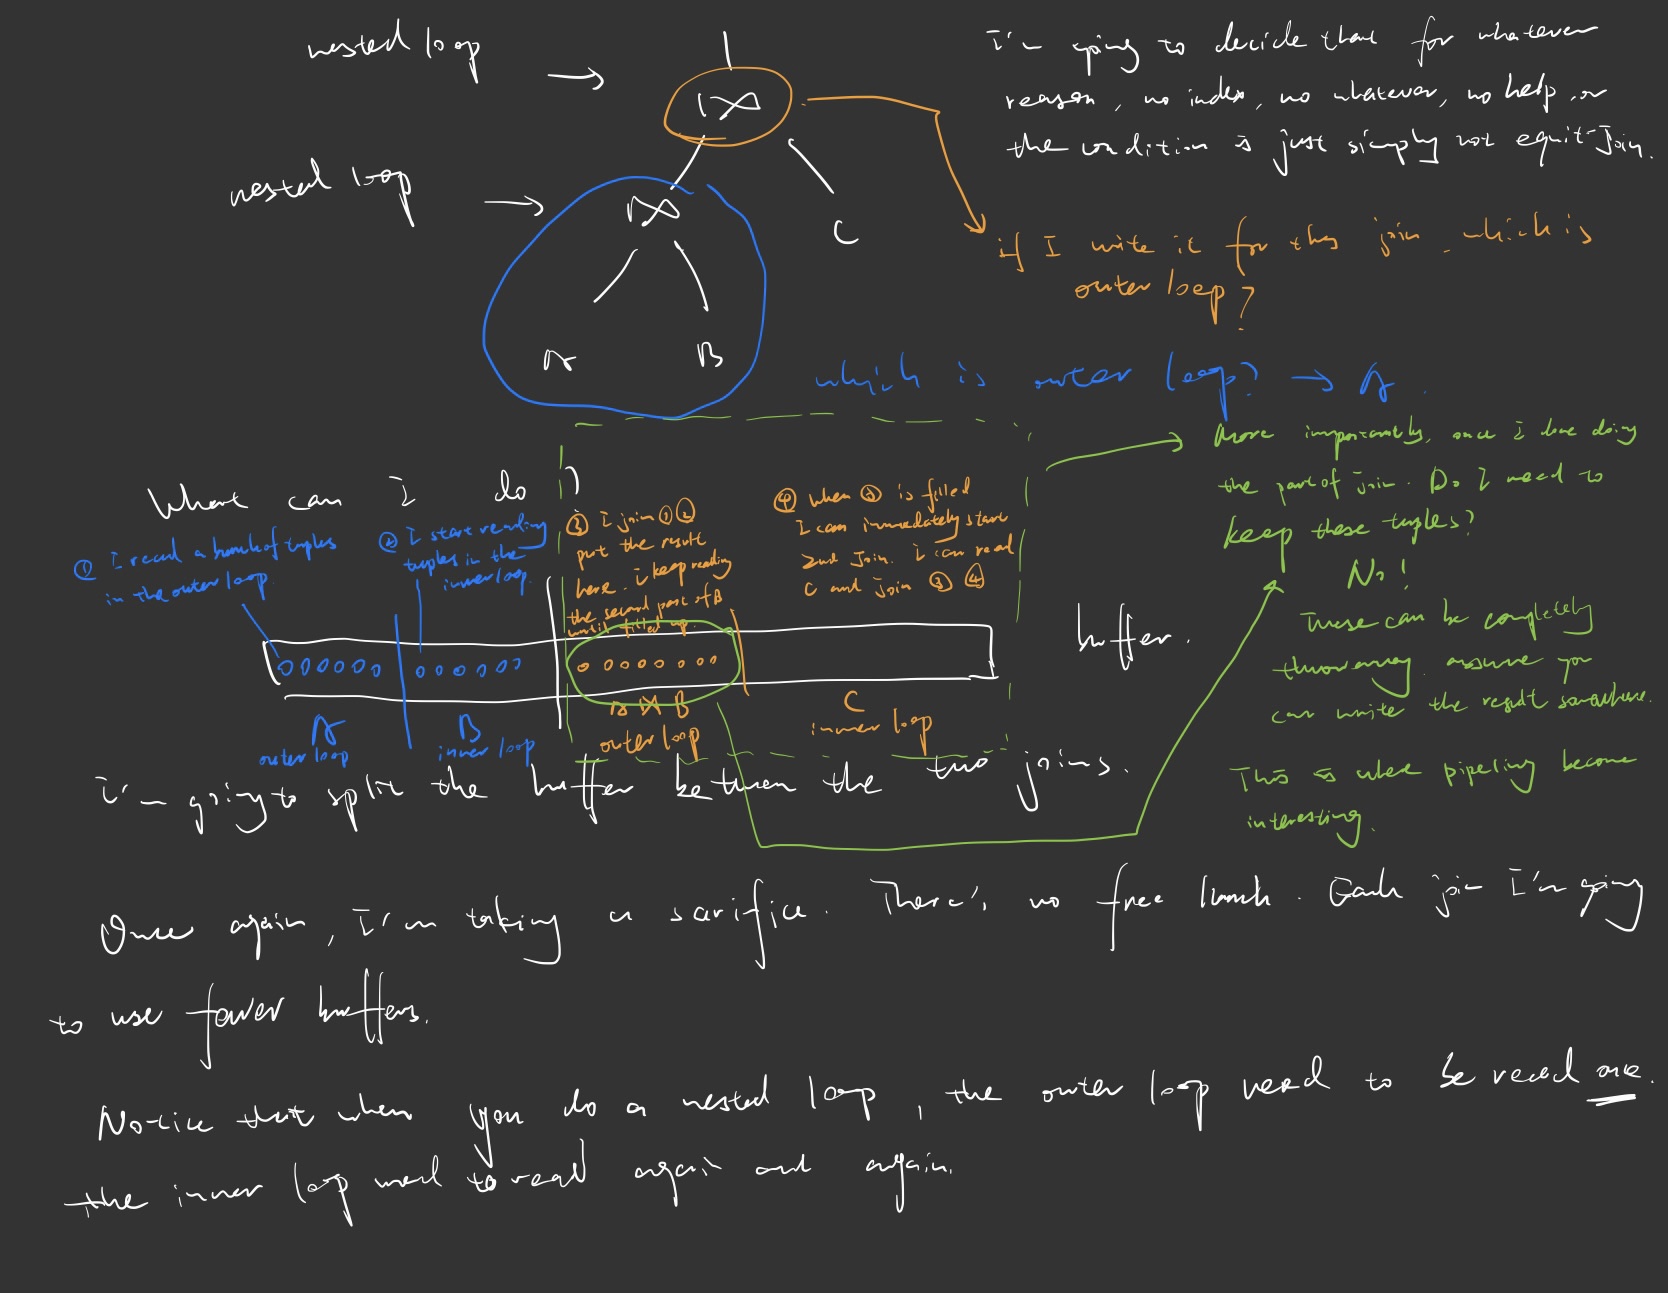 nested loop
I'm going to decide that for whatever
reason, no index, no whatever, no help, or
the condition is just simply not equit-Join.
nested loop
C
if I write it for this join, which is
outer loop?
A
B
which is outer loop? → A.
More importantly, once I done doing
the part of join. Do I need to
keep these tuples?
No!
These can be completely
throw away assume you
can write the result somewhere.
This is where pipeling become
interesting.
What can I do?
① I read a bunch of tuples
in the outer loop.
② I start reading
tuples in the
inner loop.
③ I join ① ②
put the result
here. I keep reading
the second part of B
until filled up.
④ when ③ is filled
I can immediately start
2nd Join. I can read
C and join ③ ④
buffer.
A
outer loop
B
inner loop
A ⋈ B
outer loop
C
inner loop
I'm going to split the buffer between the two joins.
Once again, I'm taking a sarifice. There's no free lunch. Each join I'm going
to use fewer buffers.
Notice that when you do a nested loop, the outer loop need to be read one.
the inner loop need to read again and again.